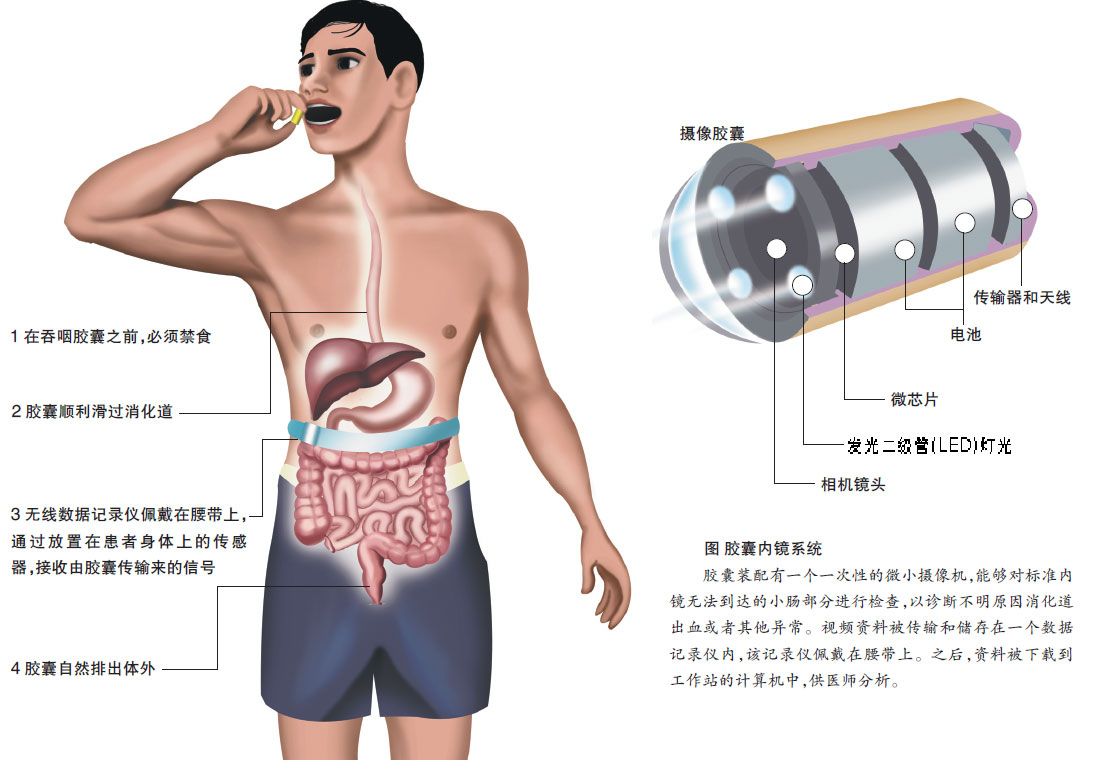 1 在吞咽胶囊之前,必须禁食
2 胶囊顺利滑过消化道
3 无线数据记录仪佩戴在腰带上,
通过放置在患者身体上的传感
器,接收由胶囊传输来的信号
4 胶囊自然排出体外
摄像胶囊
传输器和天线
电池
微芯片
发光二级管(LED)灯光
相机镜头
图 胶囊内镜系统
胶囊装配有一个一次性的微小摄像机,能够对标准内
镜无法到达的小肠部分进行检查,以诊断不明原因消化道
出血或者其他异常。视频资料被传输和储存在一个数据
记录仪内,该记录仪佩戴在腰带上。之后,资料被下载到
工作站的计算机中,供医师分析。